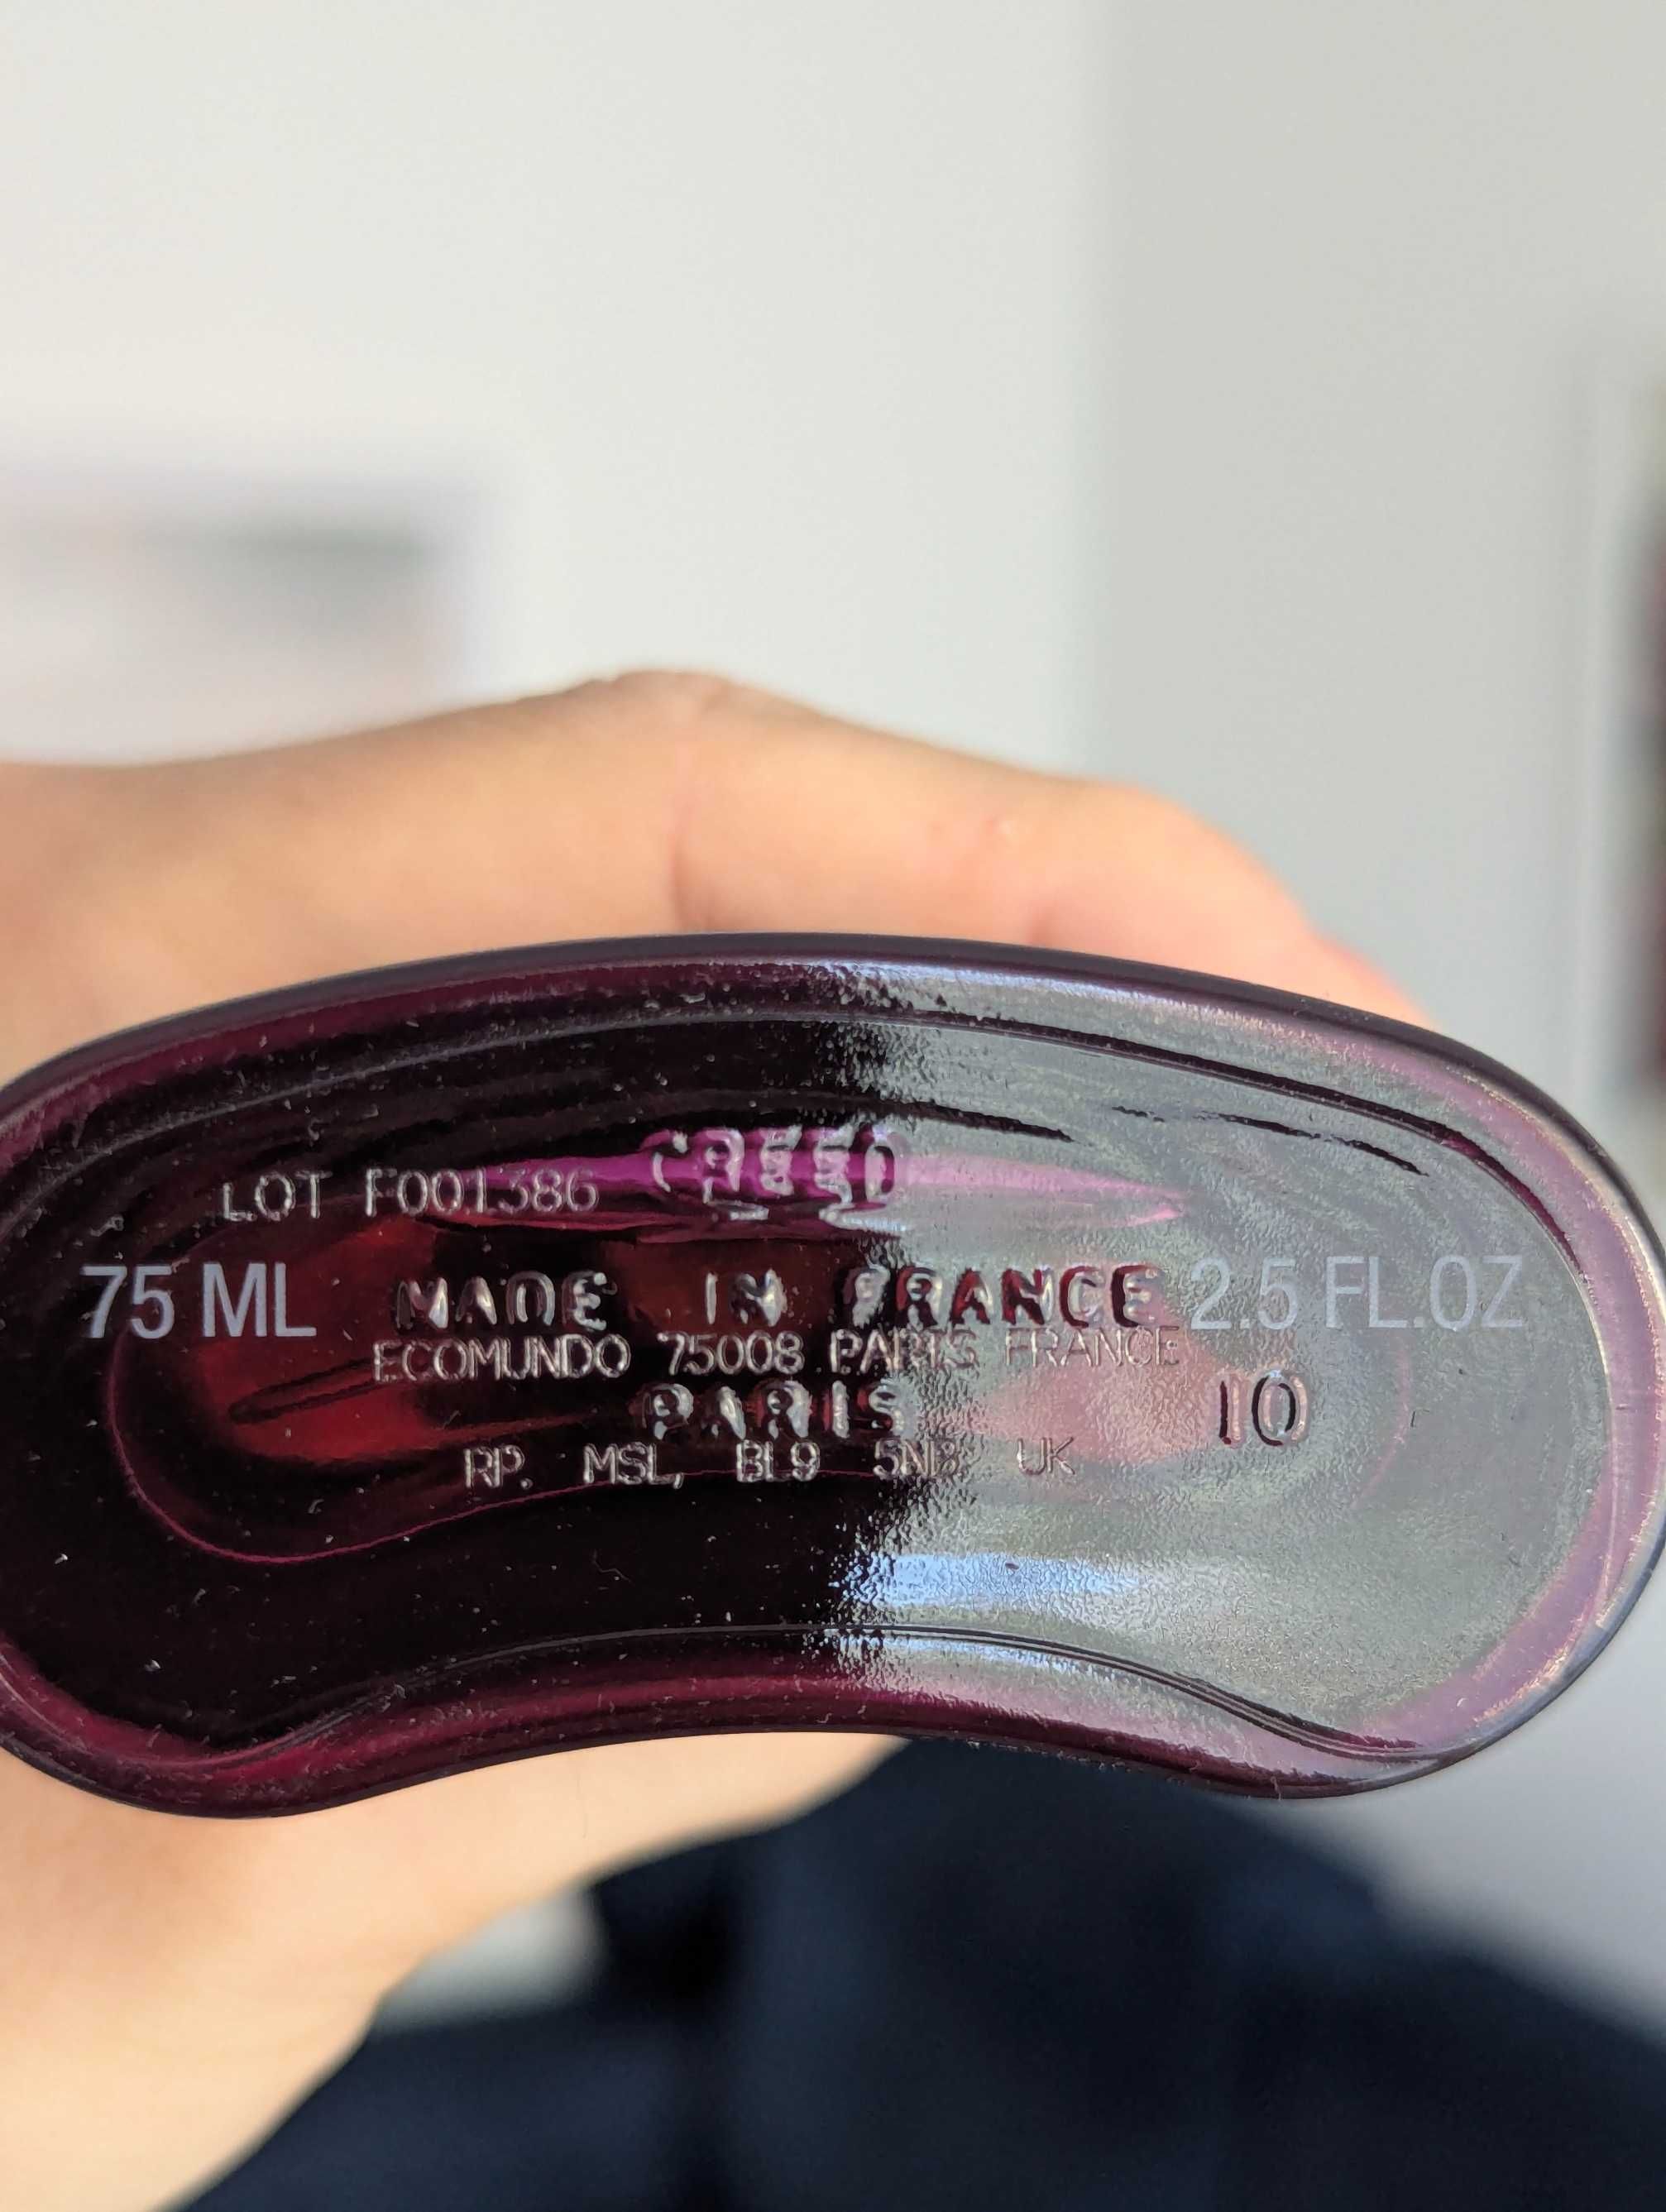 CREED
LOT F001386
75 ML MADE IN FRANCE 2.5 FL.OZ
ECOMUNDO 75008 PARIS FRANCE
PARIS 10
RP. MSL, BL9 5NB UK